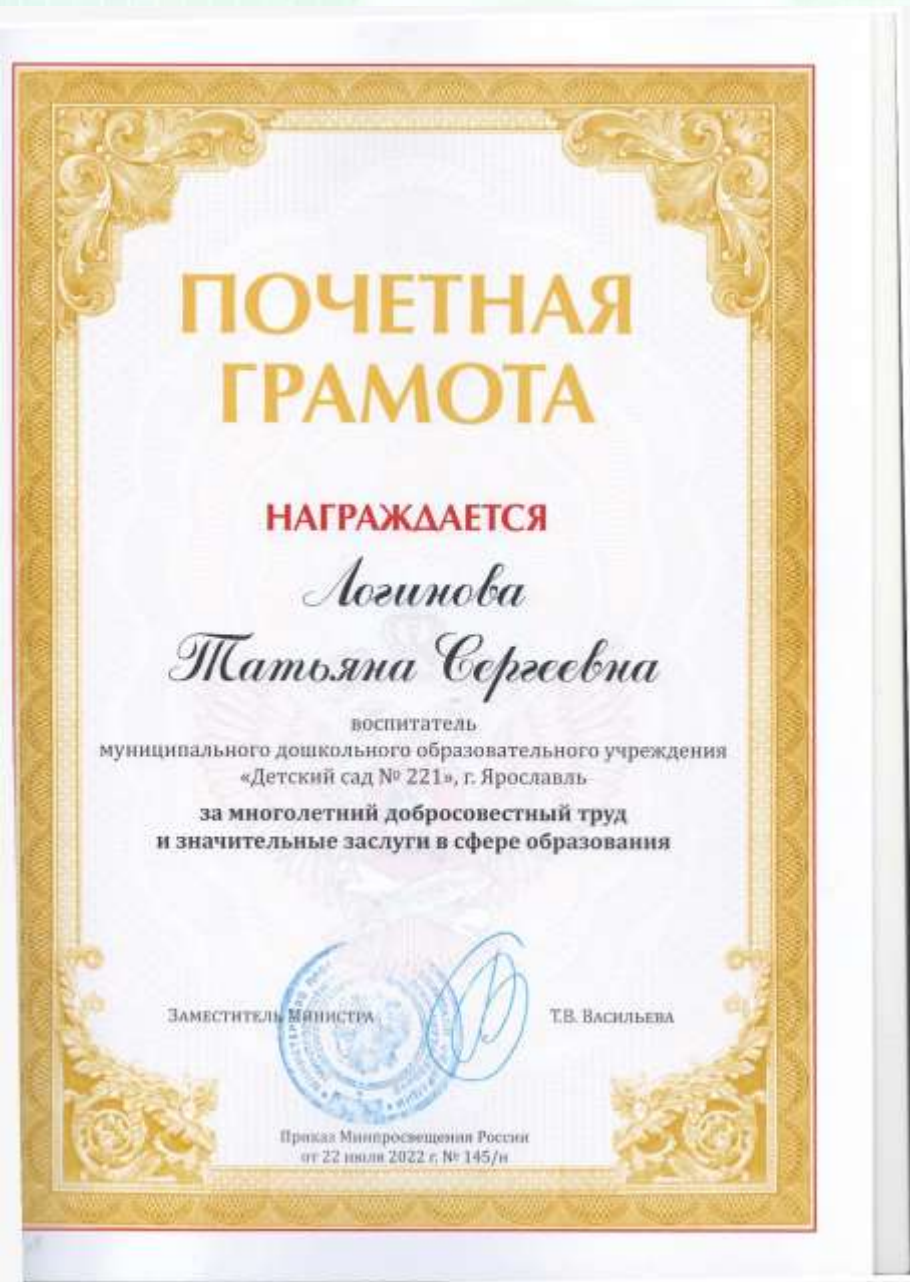 ПОЧЕТНАЯ
ГРАМОТА
НАГРАЖДАЕТСЯ
Логинова
Татьяна Сергеевна
воспитатель
муниципального дошкольного образовательного учреждения
«Детский сад № 221», г. Ярославль
за многолетний добросовестный труд
и значительные заслуги в сфере образования
Заместитель Министра
Т.В. Васильева
Приказ Минпросвещения России
от 22 июля 2022 г. № 145/н